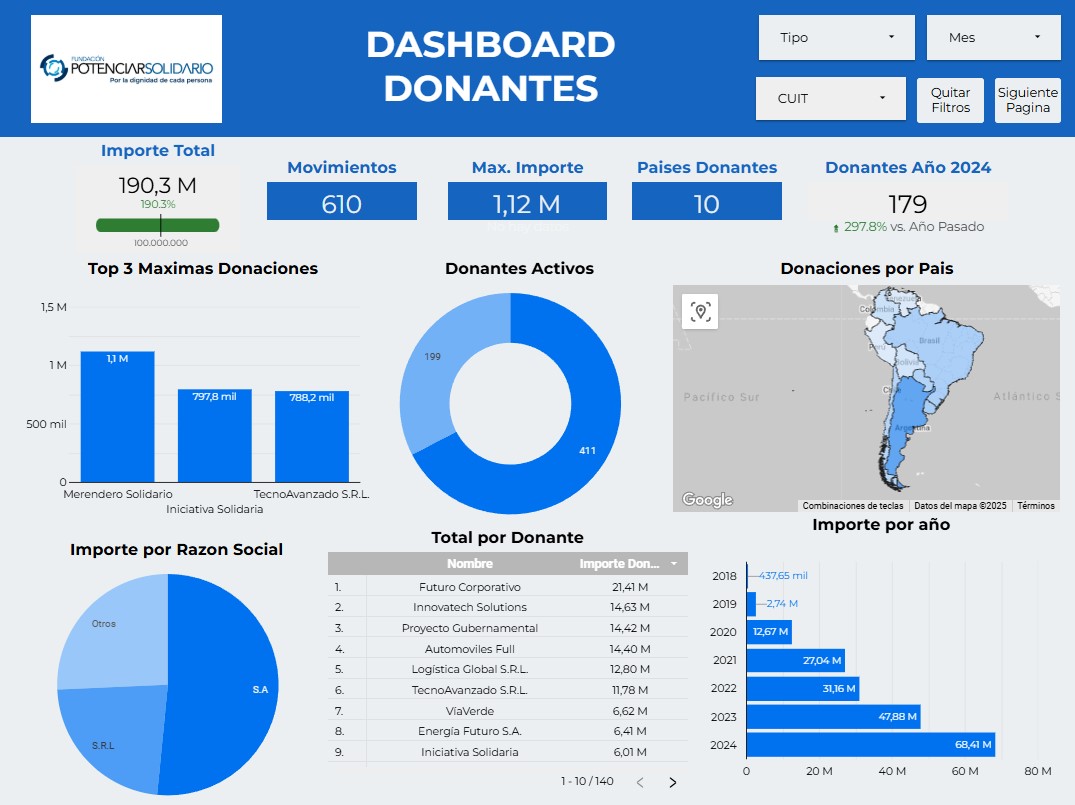 FUNDACIÓN
POTENCIARSOLIDARIO
Por la dignidad de cada persona
DASHBOARD
DONANTES
Tipo
Mes
CUIT
Quitar
Filtros
Siguiente
Pagina
Importe Total
190,3 M
190.3%
100.000.000
Movimientos
610
Max. Importe
1,12 M
No hay datos
Paises Donantes
10
Donantes Año 2024
179
297.8% vs. Año Pasado
Top 3 Maximas Donaciones
1,5 M
1 M
500 mil
0
1,1 M
797,8 mil
788,2 mil
Merendero Solidario
Iniciativa Solidaria
TecnoAvanzado S.R.L.
Donantes Activos
199
411
Donaciones por Pais
Venezuela
Colombia
Perú
Brasil
Bolivia
Argentina
Pacífico Sur
Atlántico S
Google
Combinaciones de teclas
Datos del mapa ©2025
Términos
Importe por Razon Social
Otros
S.A
S.R.L
Total por Donante
Nombre Importe Don...
1. Futuro Corporativo 21,41 M
2. Innovatech Solutions 14,63 M
3. Proyecto Gubernamental 14,42 M
4. Automoviles Full 14,40 M
5. Logística Global S.R.L. 12,80 M
6. TecnoAvanzado S.R.L. 11,78 M
7. VíaVerde 6,62 M
8. Energía Futuro S.A. 6,41 M
9. Iniciativa Solidaria 6,01 M
1 - 10 / 140
Importe por año
2018 437,65 mil
2019 2,74 M
2020 12,67 M
2021 27,04 M
2022 31,16 M
2023 47,88 M
2024 68,41 M
0 20 M 40 M 60 M 80 M